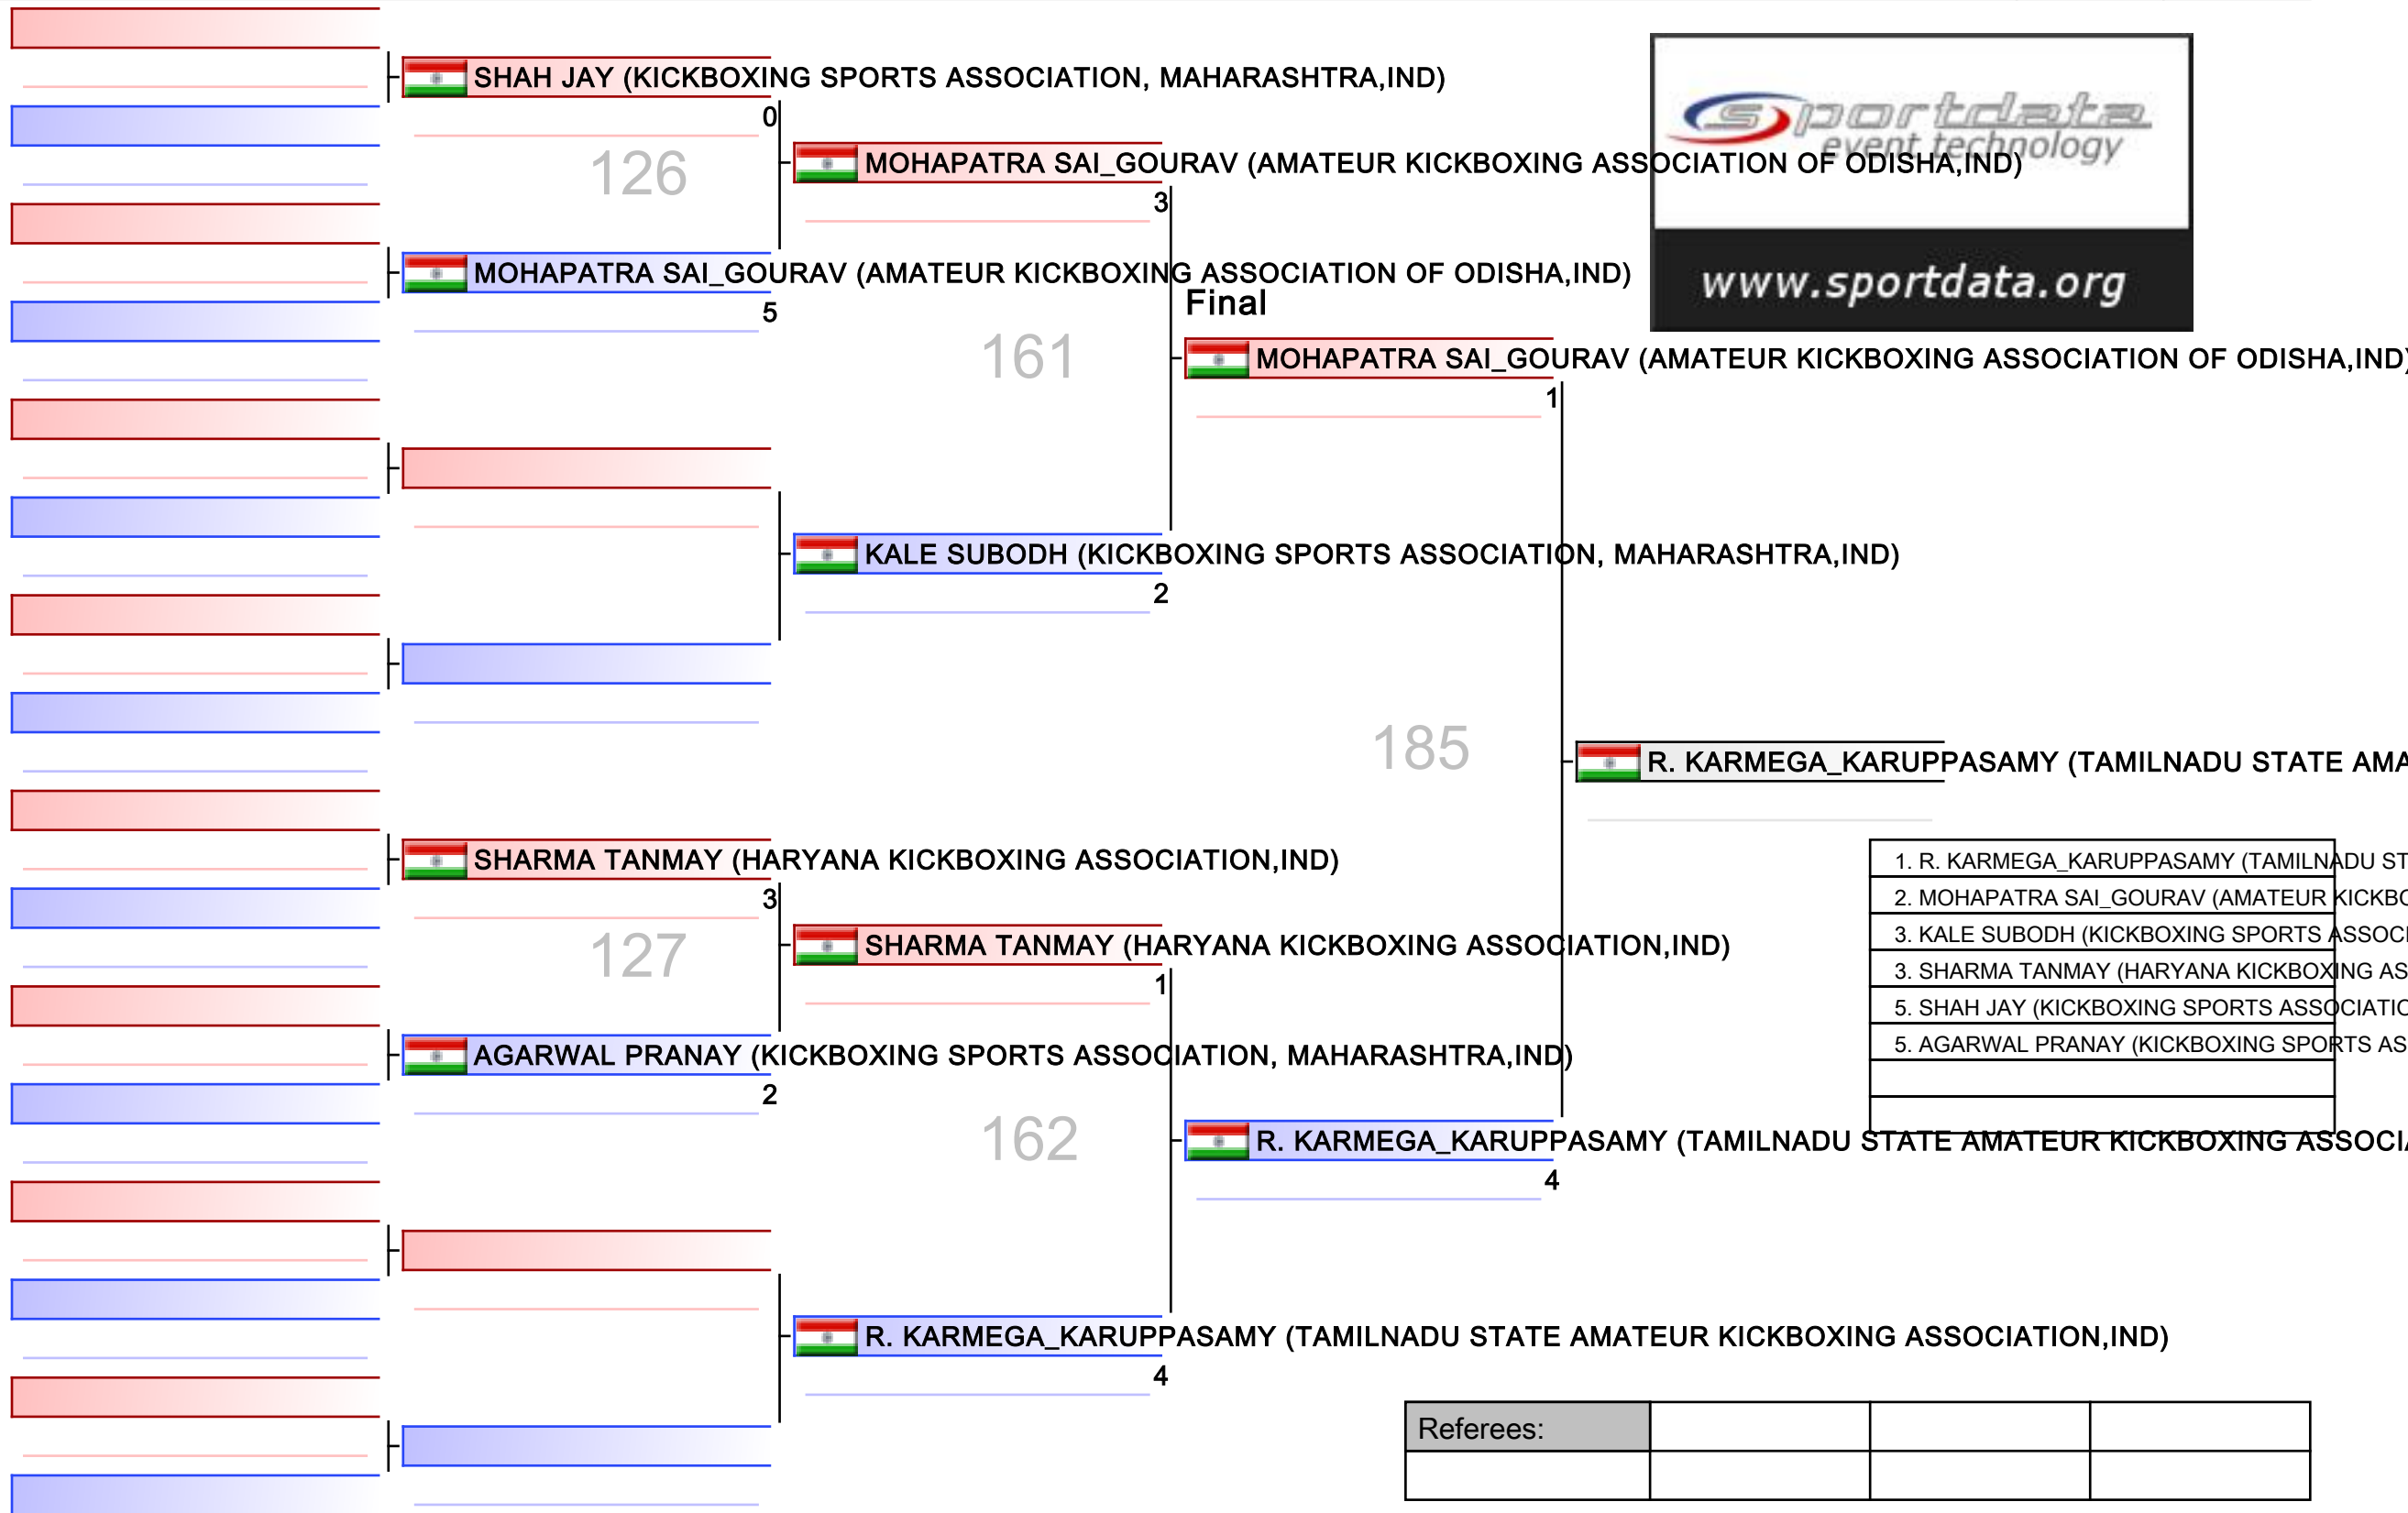 SHAH JAY (KICKBOXING SPORTS ASSOCIATION, MAHARASHTRA,IND)
0
126
MOHAPATRA SAI_GOURAV (AMATEUR KICKBOXING ASSOCIATION OF ODISHA,IND)
3
MOHAPATRA SAI_GOURAV (AMATEUR KICKBOXING ASSOCIATION OF ODISHA,IND)
5
sportdata
event technology
www.sportdata.org
Final
161
MOHAPATRA SAI_GOURAV (AMATEUR KICKBOXING ASSOCIATION OF ODISHA,IND)
1
KALE SUBODH (KICKBOXING SPORTS ASSOCIATION, MAHARASHTRA,IND)
2
185
R. KARMEGA_KARUPPASAMY (TAMILNADU STATE AMA
SHARMA TANMAY (HARYANA KICKBOXING ASSOCIATION,IND)
3
127
SHARMA TANMAY (HARYANA KICKBOXING ASSOCIATION,IND)
1
AGARWAL PRANAY (KICKBOXING SPORTS ASSOCIATION, MAHARASHTRA,IND)
2
162
1. R. KARMEGA_KARUPPASAMY (TAMILNADU ST
2. MOHAPATRA SAI_GOURAV (AMATEUR KICKBO
3. KALE SUBODH (KICKBOXING SPORTS ASSOCI
3. SHARMA TANMAY (HARYANA KICKBOXING AS
5. SHAH JAY (KICKBOXING SPORTS ASSOCIATIO
5. AGARWAL PRANAY (KICKBOXING SPORTS AS
R. KARMEGA_KARUPPASAMY (TAMILNADU STATE AMATEUR KICKBOXING ASSOCIA
4
R. KARMEGA_KARUPPASAMY (TAMILNADU STATE AMATEUR KICKBOXING ASSOCIATION,IND)
4
Referees: